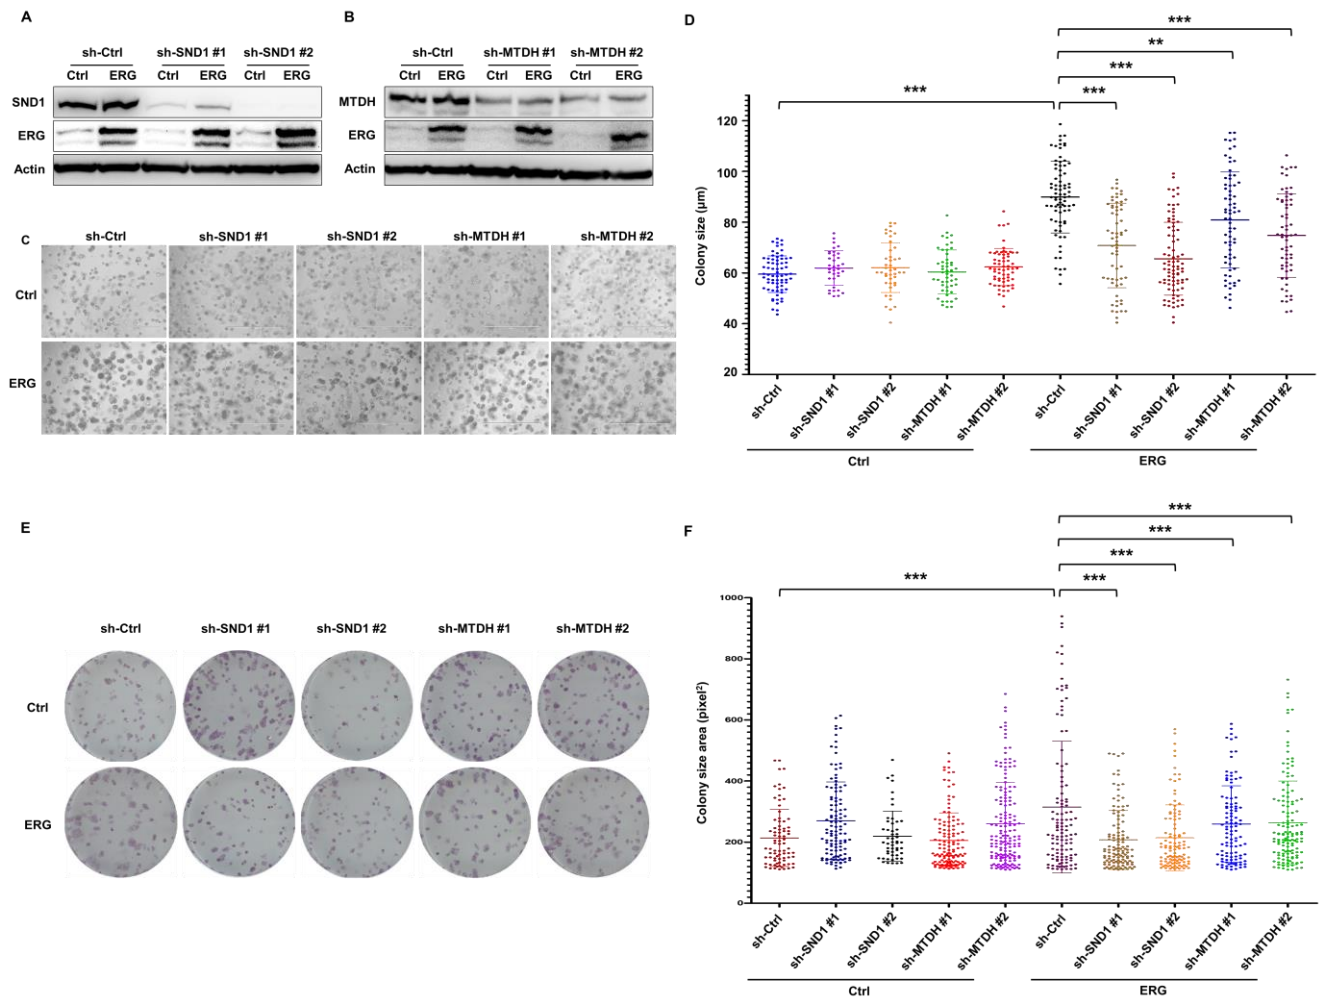 A
sh-Ctrl sh-SND1 #1 sh-SND1 #2
Ctrl ERG Ctrl ERG Ctrl ERG
SND1
ERG
Actin
B
sh-Ctrl sh-MTDH #1 sh-MTDH #2
Ctrl ERG Ctrl ERG Ctrl ERG
MTDH
ERG
Actin
C
sh-Ctrl sh-SND1 #1 sh-SND1 #2 sh-MTDH #1 sh-MTDH #2
Ctrl
ERG
D
***
**
***
*** ***
Colony size (µm)
120
100
80
60
40
20
sh-Ctrl sh-SND1 #1 sh-SND1 #2 sh-MTDH #1 sh-MTDH #2 sh-Ctrl sh-SND1 #1 sh-SND1 #2 sh-MTDH #1 sh-MTDH #2
Ctrl ERG
E
sh-Ctrl sh-SND1 #1 sh-SND1 #2 sh-MTDH #1 sh-MTDH #2
Ctrl
ERG
F
***
***
***
*** ***
Colony size area (pixel²)
1000
800
600
400
200
0
sh-Ctrl sh-SND1 #1 sh-SND1 #2 sh-MTDH #1 sh-MTDH #2 sh-Ctrl sh-SND1 #1 sh-SND1 #2 sh-MTDH #1 sh-MTDH #2
Ctrl ERG